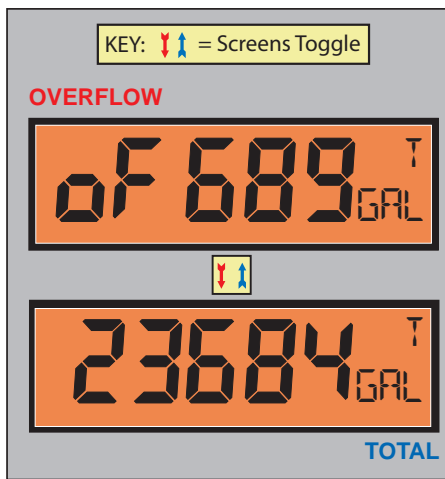 KEY: = Screens Toggle
OVERFLOW
oF 689 GAL T
23684 GAL T
TOTAL